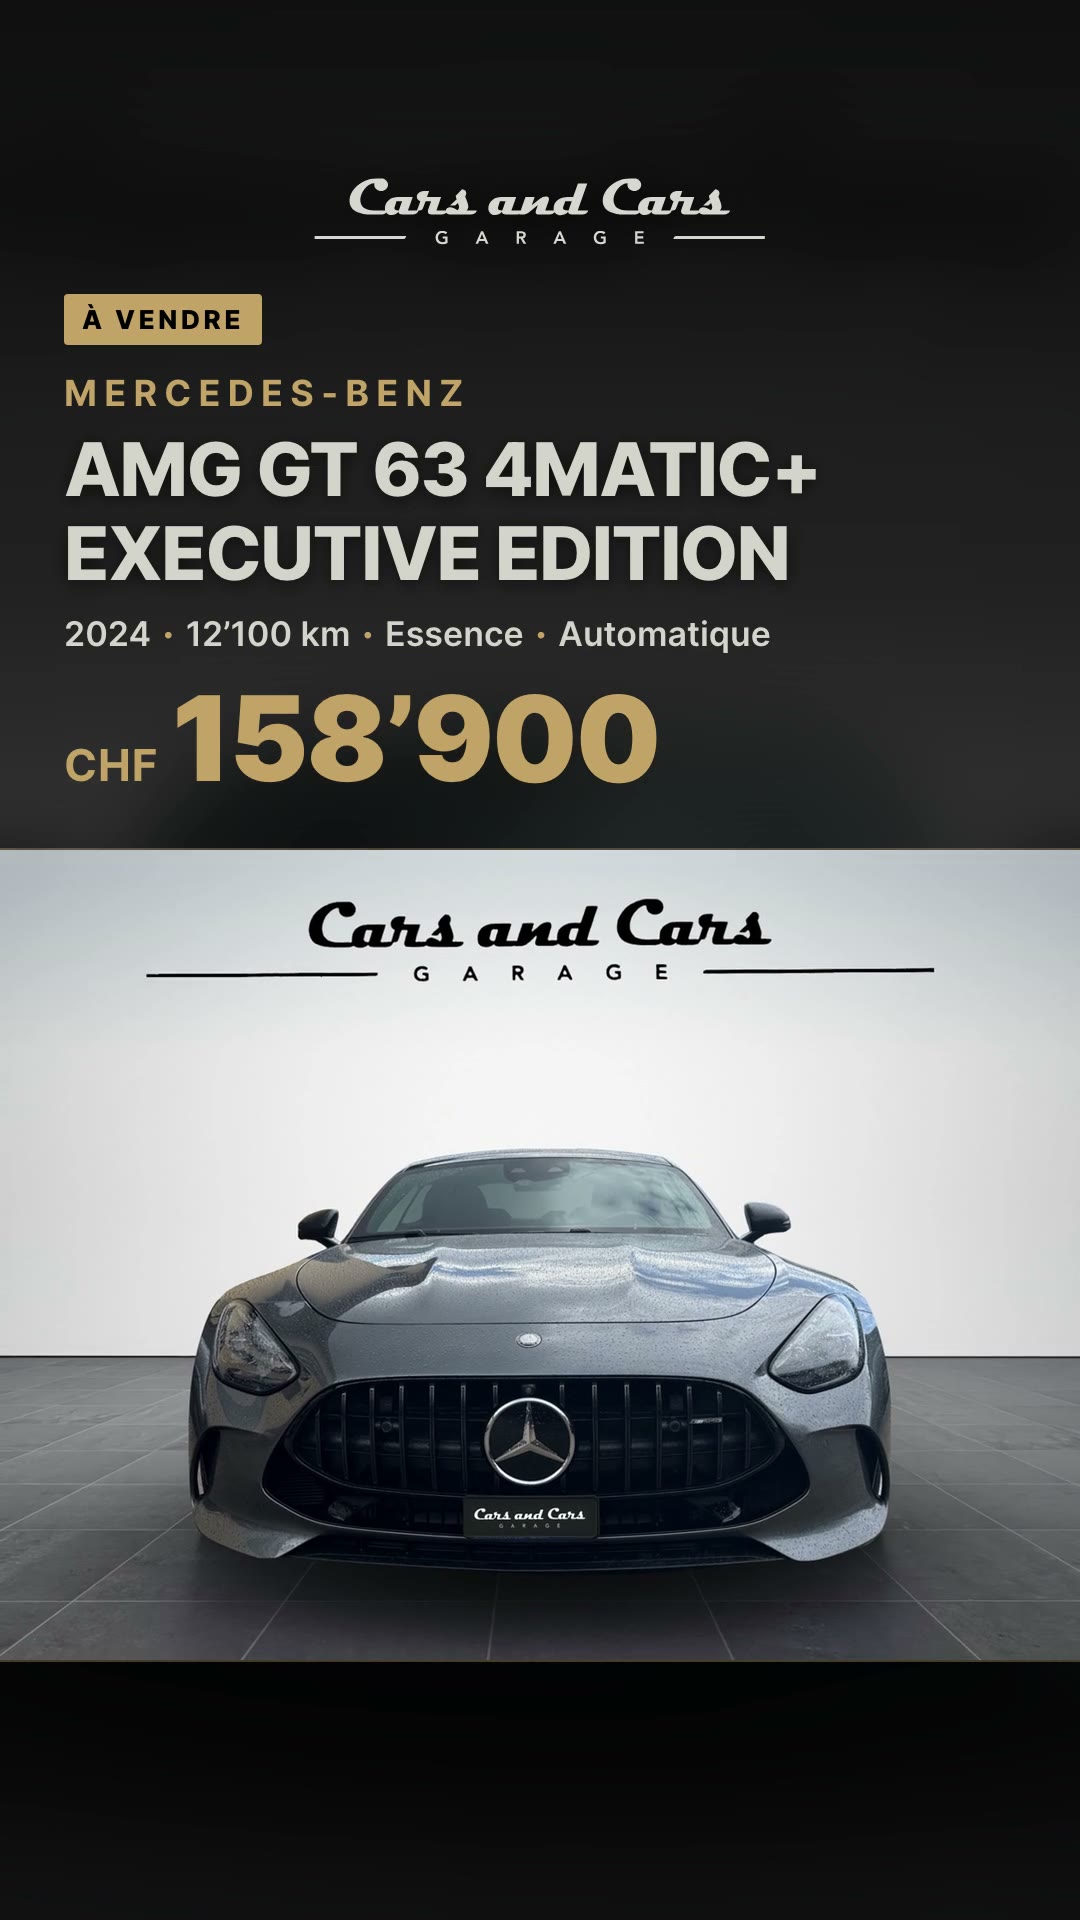 Cars and Cars
GARAGE
À VENDRE
MERCEDES-BENZ
AMG GT 63 4MATIC+
EXECUTIVE EDITION
2024 • 12’100 km • Essence • Automatique
CHF 158’900
Cars and Cars
GARAGE
Cars and Cars
GARAGE